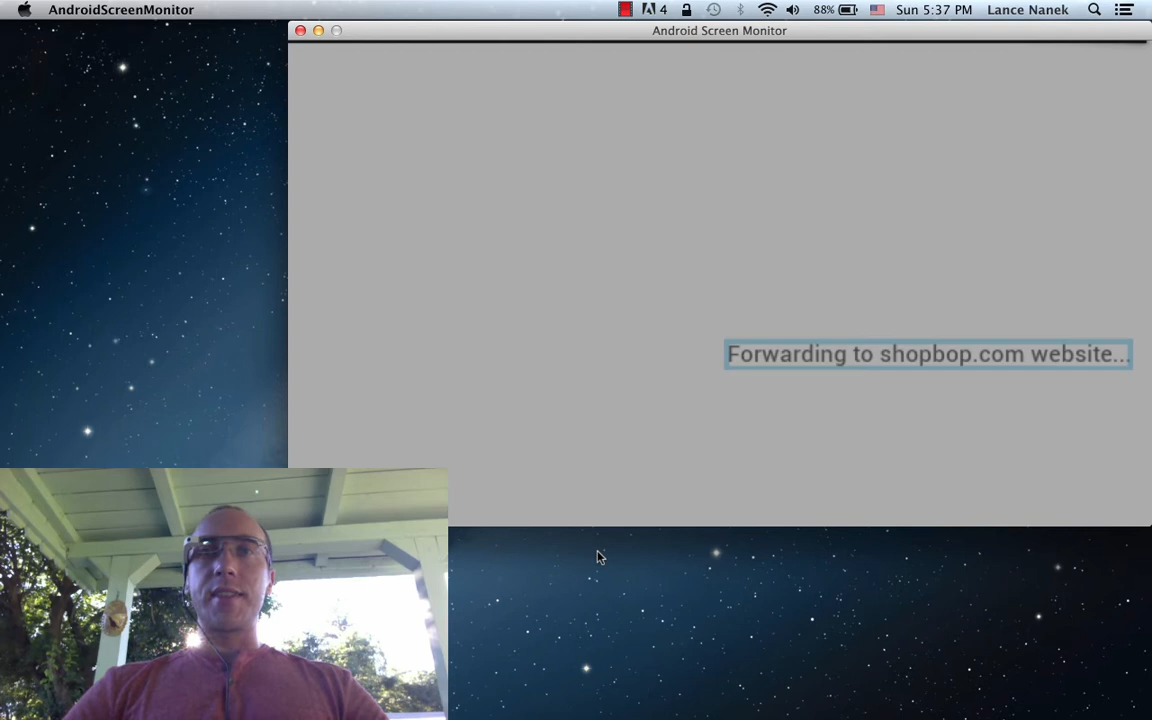 AndroidScreenMonitor 4 88% Sun 5:37 PM Lance Nanek
Android Screen Monitor
Forwarding to shopbop.com website...